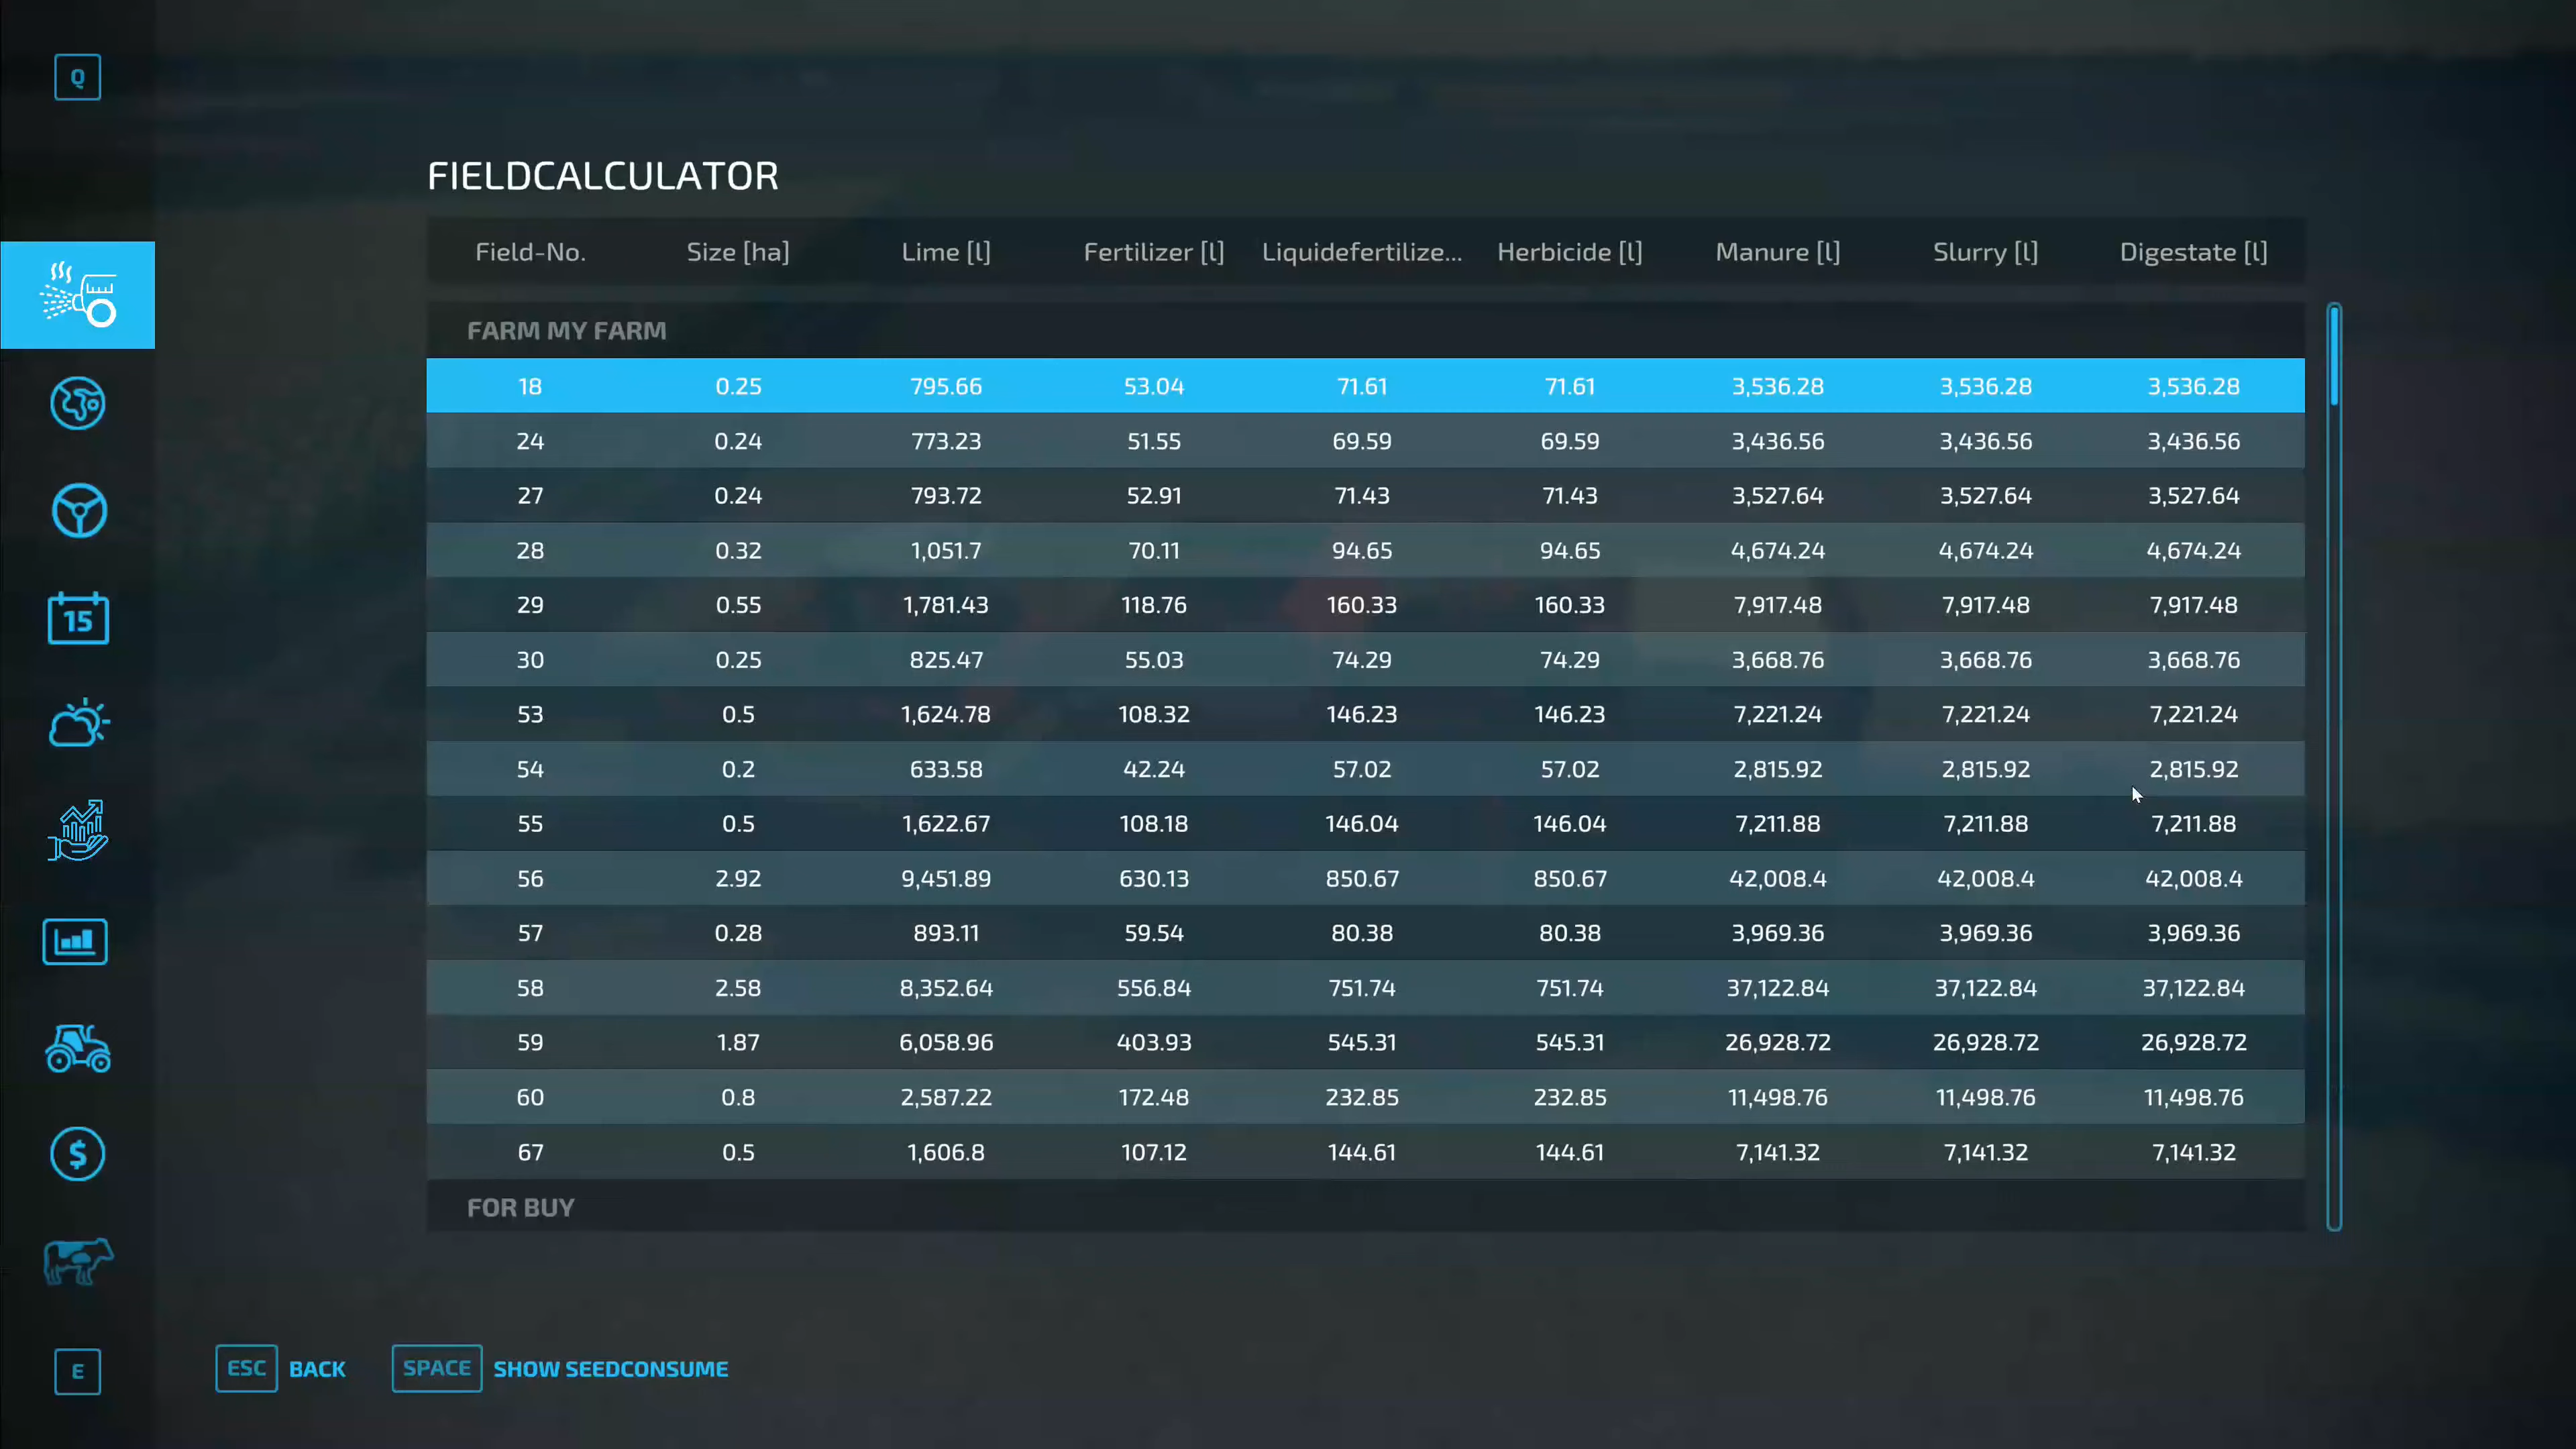 Q
FIELDCALCULATOR
Field-No. Size [ha] Lime [l] Fertilizer [l] Liquidefertilize... Herbicide [l] Manure [l] Slurry [l] Digestate [l]
FARM MY FARM
18 0.25 795.66 53.04 71.61 71.61 3,536.28 3,536.28 3,536.28
24 0.24 773.23 51.55 69.59 69.59 3,436.56 3,436.56 3,436.56
27 0.24 793.72 52.91 71.43 71.43 3,527.64 3,527.64 3,527.64
28 0.32 1,051.7 70.11 94.65 94.65 4,674.24 4,674.24 4,674.24
29 0.55 1,781.43 118.76 160.33 160.33 7,917.48 7,917.48 7,917.48
30 0.25 825.47 55.03 74.29 74.29 3,668.76 3,668.76 3,668.76
53 0.5 1,624.78 108.32 146.23 146.23 7,221.24 7,221.24 7,221.24
54 0.2 633.58 42.24 57.02 57.02 2,815.92 2,815.92 2,815.92
55 0.5 1,622.67 108.18 146.04 146.04 7,211.88 7,211.88 7,211.88
56 2.92 9,451.89 630.13 850.67 850.67 42,008.4 42,008.4 42,008.4
57 0.28 893.11 59.54 80.38 80.38 3,969.36 3,969.36 3,969.36
58 2.58 8,352.64 556.84 751.74 751.74 37,122.84 37,122.84 37,122.84
59 1.87 6,058.96 403.93 545.31 545.31 26,928.72 26,928.72 26,928.72
60 0.8 2,587.22 172.48 232.85 232.85 11,498.76 11,498.76 11,498.76
67 0.5 1,606.8 107.12 144.61 144.61 7,141.32 7,141.32 7,141.32
FOR BUY
15
$
E
ESC BACK SPACE SHOW SEEDCONSUME